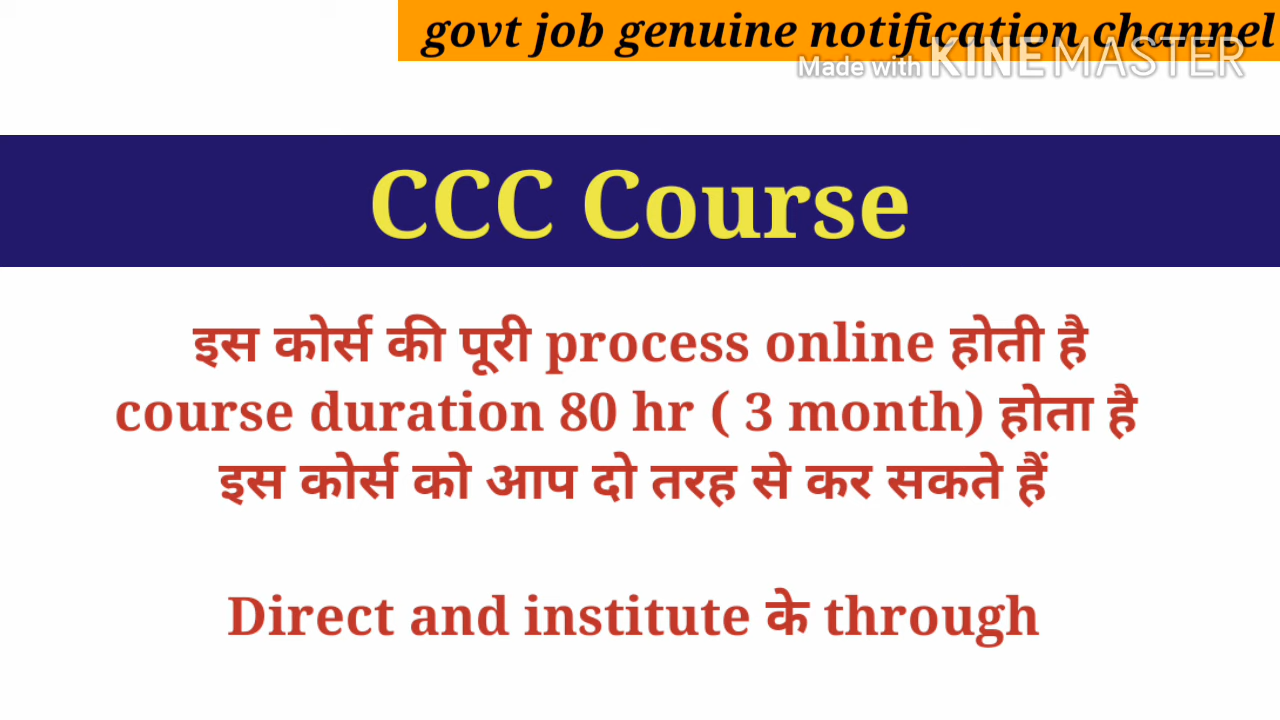 govt job genuine notification channel
Made with KINEMASTER
CCC Course
इस कोर्स की पूरी process online होती है
course duration 80 hr ( 3 month) होता है
इस कोर्स को आप दो तरह से कर सकते हैं
Direct and institute के through